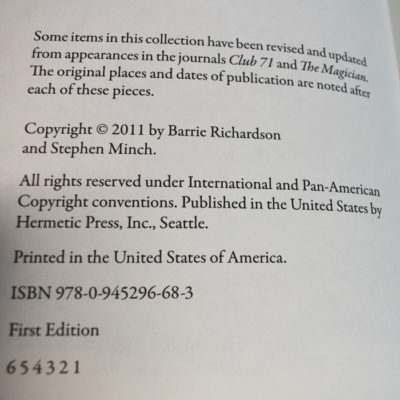 Some items in this collection have been revised and updated
from appearances in the journals Club 71 and The Magician.
The original places and dates of publication are noted after
each of these pieces.
Copyright © 2011 by Barrie Richardson
and Stephen Minch.
All rights reserved under International and Pan-American
Copyright conventions. Published in the United States by
Hermetic Press, Inc., Seattle.
Printed in the United States of America.
ISBN 978-0-945296-68-3
First Edition
6 5 4 3 2 1